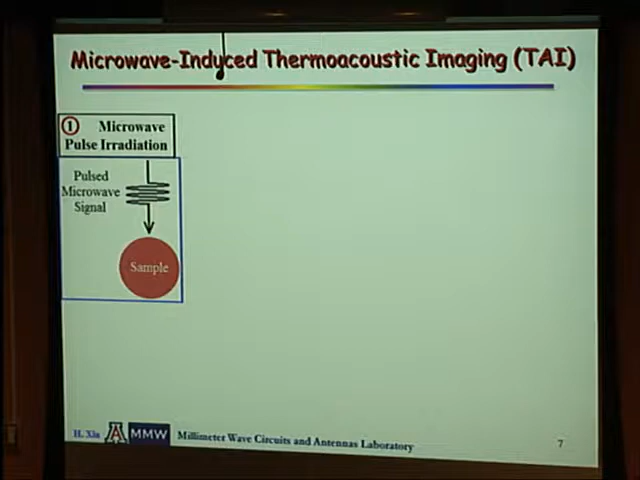 Microwave-Induced Thermoacoustic Imaging (TAI)
① Microwave
Pulse Irradiation
Pulsed
Microwave
Signal
Sample
H. Xin
A MMW Millimeter Wave Circuits and Antennas Laboratory
7